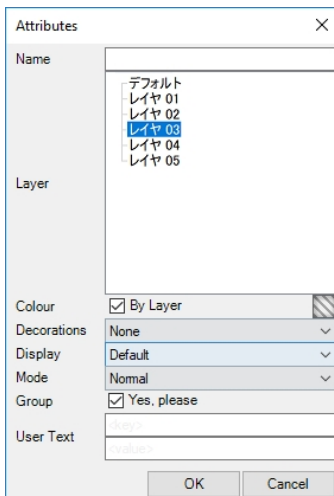 Attributes
Name
デフォルト
レイヤ 01
レイヤ 02
レイヤ 03
レイヤ 04
レイヤ 05
Layer
Colour By Layer
Decorations None
Display Default
Mode Normal
Group Yes, please
User Text
<key>
<value>
OK Cancel